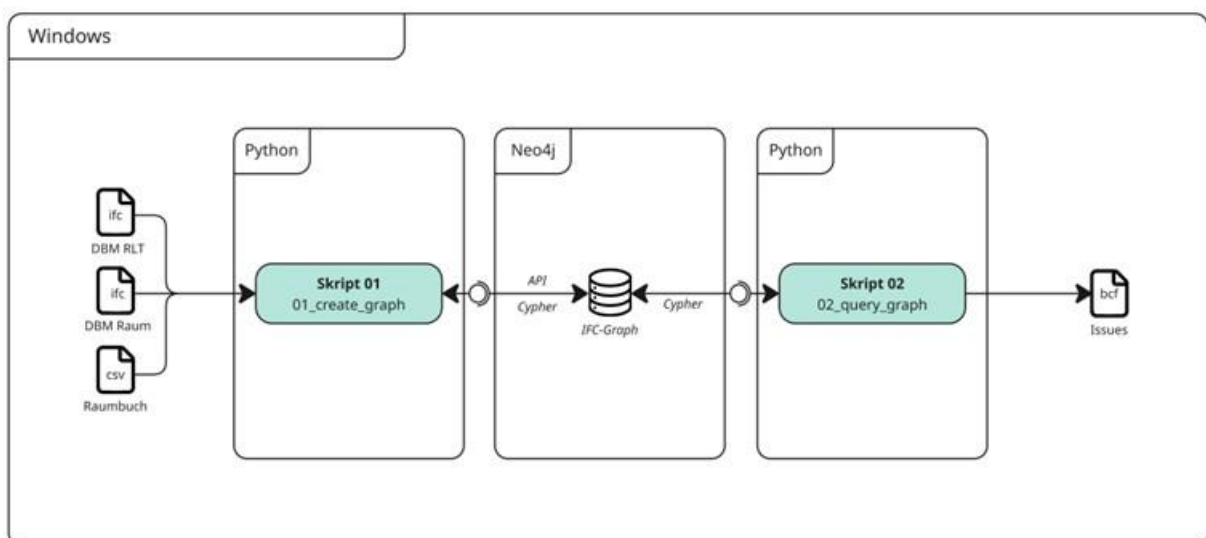 Windows
Python
Neo4j
Python
ifc
DBM RLT
ifc
DBM Raum
csv
Raumbuch
Skript 01
01_create_graph
API
Cypher
IFC-Graph
Cypher
Skript 02
02_query_graph
bcf
Issues